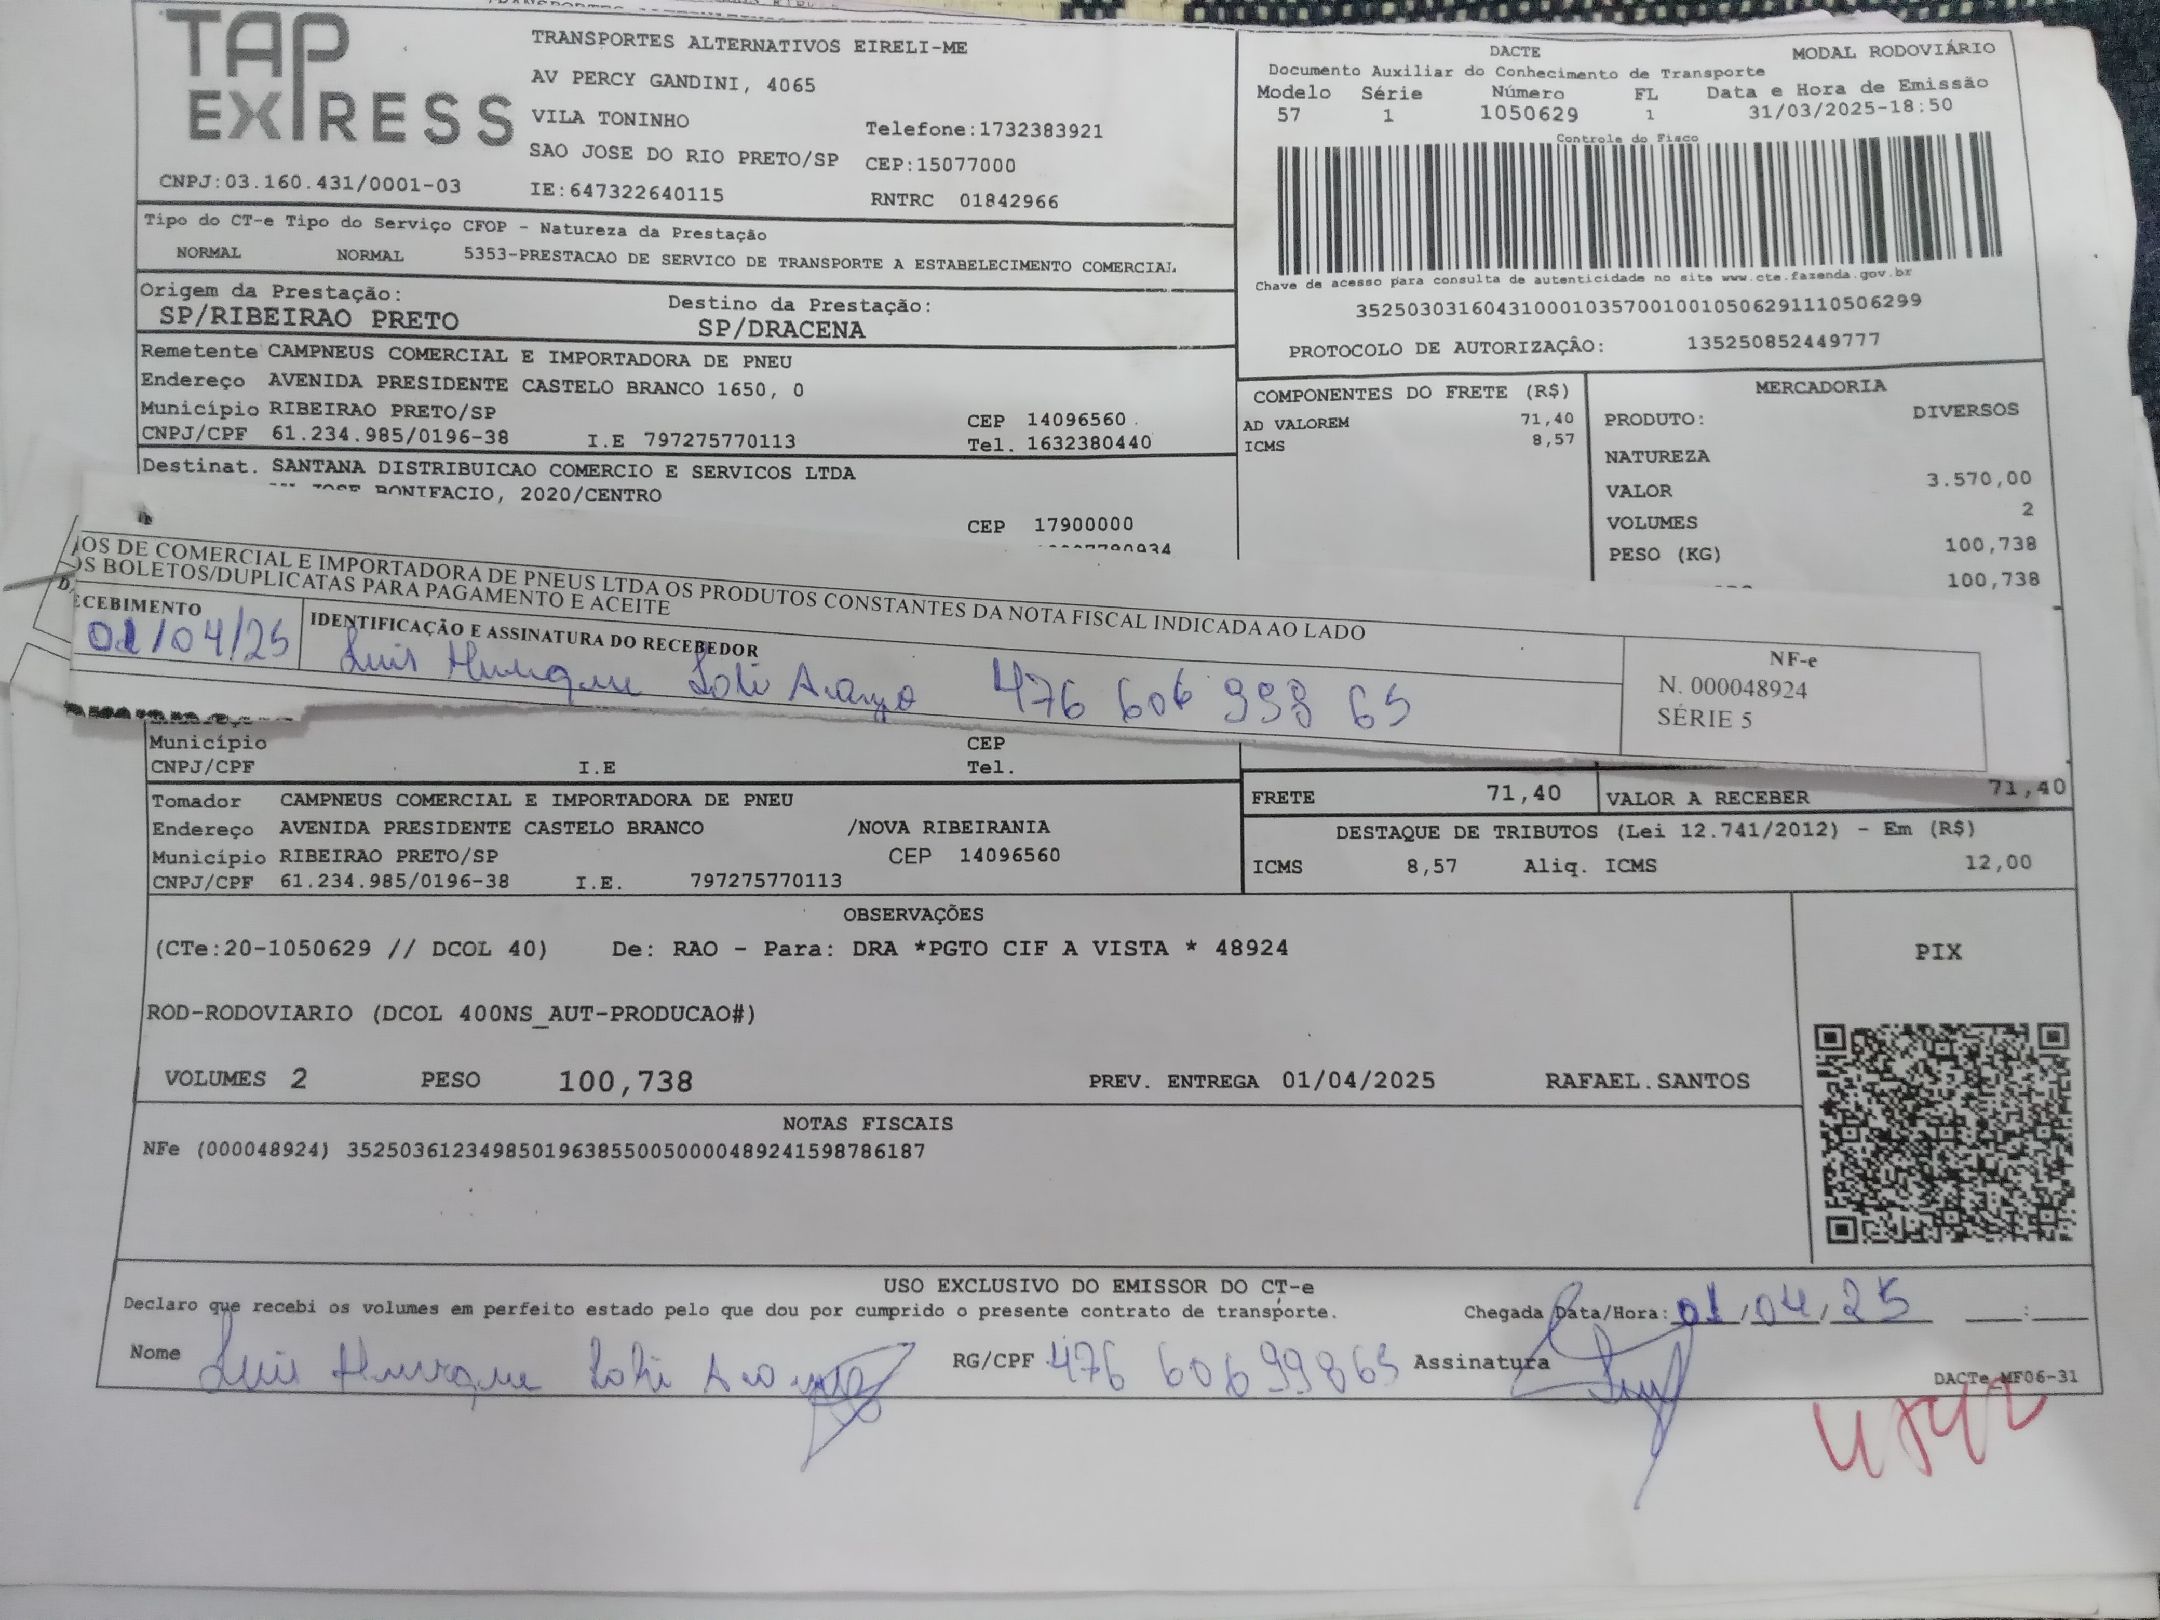 TAP EXPRESS
TRANSPORTES ALTERNATIVOS EIRELI-ME
AV PERCY GANDINI, 4065
VILA TONINHO Telefone:1732383921
SAO JOSE DO RIO PRETO/SP CEP:15077000
CNPJ:03.160.431/0001-03 IE:647322640115 RNTRC 01842966
DACTE MODAL RODOVIÁRIO
Documento Auxiliar do Conhecimento de Transporte
Modelo Série Número FL Data e Hora de Emissão
57 1 1050629 1 31/03/2025-18:50
Controle do Fisco
Chave de acesso para consulta de autenticidade no site www.cte.fazenda.gov.br
35250303160431000103570010010506291110506299
PROTOCOLO DE AUTORIZAÇÃO: 135250852449777
Tipo do CT-e Tipo do Serviço CFOP - Natureza da Prestação
NORMAL NORMAL 5353-PRESTACAO DE SERVICO DE TRANSPORTE A ESTABELECIMENTO COMERCIAL
Origem da Prestação: Destino da Prestação:
SP/RIBEIRAO PRETO SP/DRACENA
Remetente CAMPNEUS COMERCIAL E IMPORTADORA DE PNEU
Endereço AVENIDA PRESIDENTE CASTELO BRANCO 1650, 0
Município RIBEIRAO PRETO/SP CEP 14096560
CNPJ/CPF 61.234.985/0196-38 I.E 797275770113 Tel. 1632380440
Destinat. SANTANA DISTRIBUICAO COMERCIO E SERVICOS LTDA
JOSE BONIFACIO, 2020/CENTRO
CEP 17900000
COMPONENTES DO FRETE (R$)
AD VALOREM 71,40
ICMS 8,57
MERCADORIA
PRODUTO: DIVERSOS
NATUREZA
VALOR 3.570,00
VOLUMES 2
PESO (KG) 100,738
100,738
OS DE COMERCIAL E IMPORTADORA DE PNEUS LTDA OS PRODUTOS CONSTANTES DA NOTA FISCAL INDICADA AO LADO
OS BOLETOS/DUPLICATAS PARA PAGAMENTO E ACEITE
ECEBIMENTO IDENTIFICAÇÃO E ASSINATURA DO RECEBEDOR
01/04/25 Luis Henrique 476 606 998 65
NF-e
N. 000048924
SÉRIE 5
Município CEP
CNPJ/CPF I.E Tel.
Tomador CAMPNEUS COMERCIAL E IMPORTADORA DE PNEU
Endereço AVENIDA PRESIDENTE CASTELO BRANCO /NOVA RIBEIRANIA
Município RIBEIRAO PRETO/SP CEP 14096560
CNPJ/CPF 61.234.985/0196-38 I.E. 797275770113
FRETE 71,40 VALOR A RECEBER 71,40
DESTAQUE DE TRIBUTOS (Lei 12.741/2012) - Em (R$)
ICMS 8,57 Aliq. ICMS 12,00
OBSERVAÇÕES
(CTe:20-1050629 // DCOL 40) De: RAO - Para: DRA *PGTO CIF A VISTA * 48924
ROD-RODOVIARIO (DCOL 400NS_AUT-PRODUCAO#)
VOLUMES 2 PESO 100,738 PREV. ENTREGA 01/04/2025 RAFAEL.SANTOS
PIX
NOTAS FISCAIS
NFe (000048924) 35250361234985019638550050000489241598786187
USO EXCLUSIVO DO EMISSOR DO CT-e
Declaro que recebi os volumes em perfeito estado pelo que dou por cumprido o presente contrato de transporte. Chegada Data/Hora: 01/04/25 :
Nome Luis Henrique RG/CPF 476 606 99865 Assinatura
DACTe_MF06-31